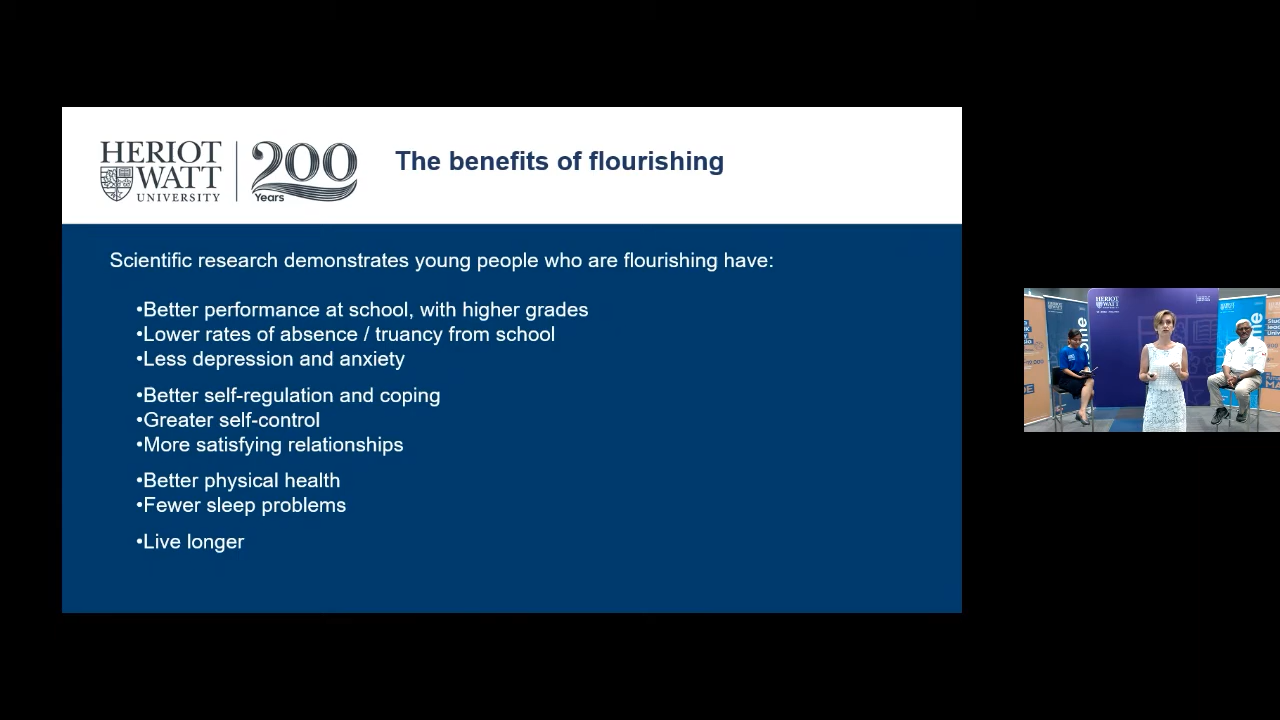 HERIOT
WATT
UNIVERSITY
200
Years
The benefits of flourishing
Scientific research demonstrates young people who are flourishing have:
•Better performance at school, with higher grades
•Lower rates of absence / truancy from school
•Less depression and anxiety
•Better self-regulation and coping
•Greater self-control
•More satisfying relationships
•Better physical health
•Fewer sleep problems
•Live longer
HERIOT
WATT